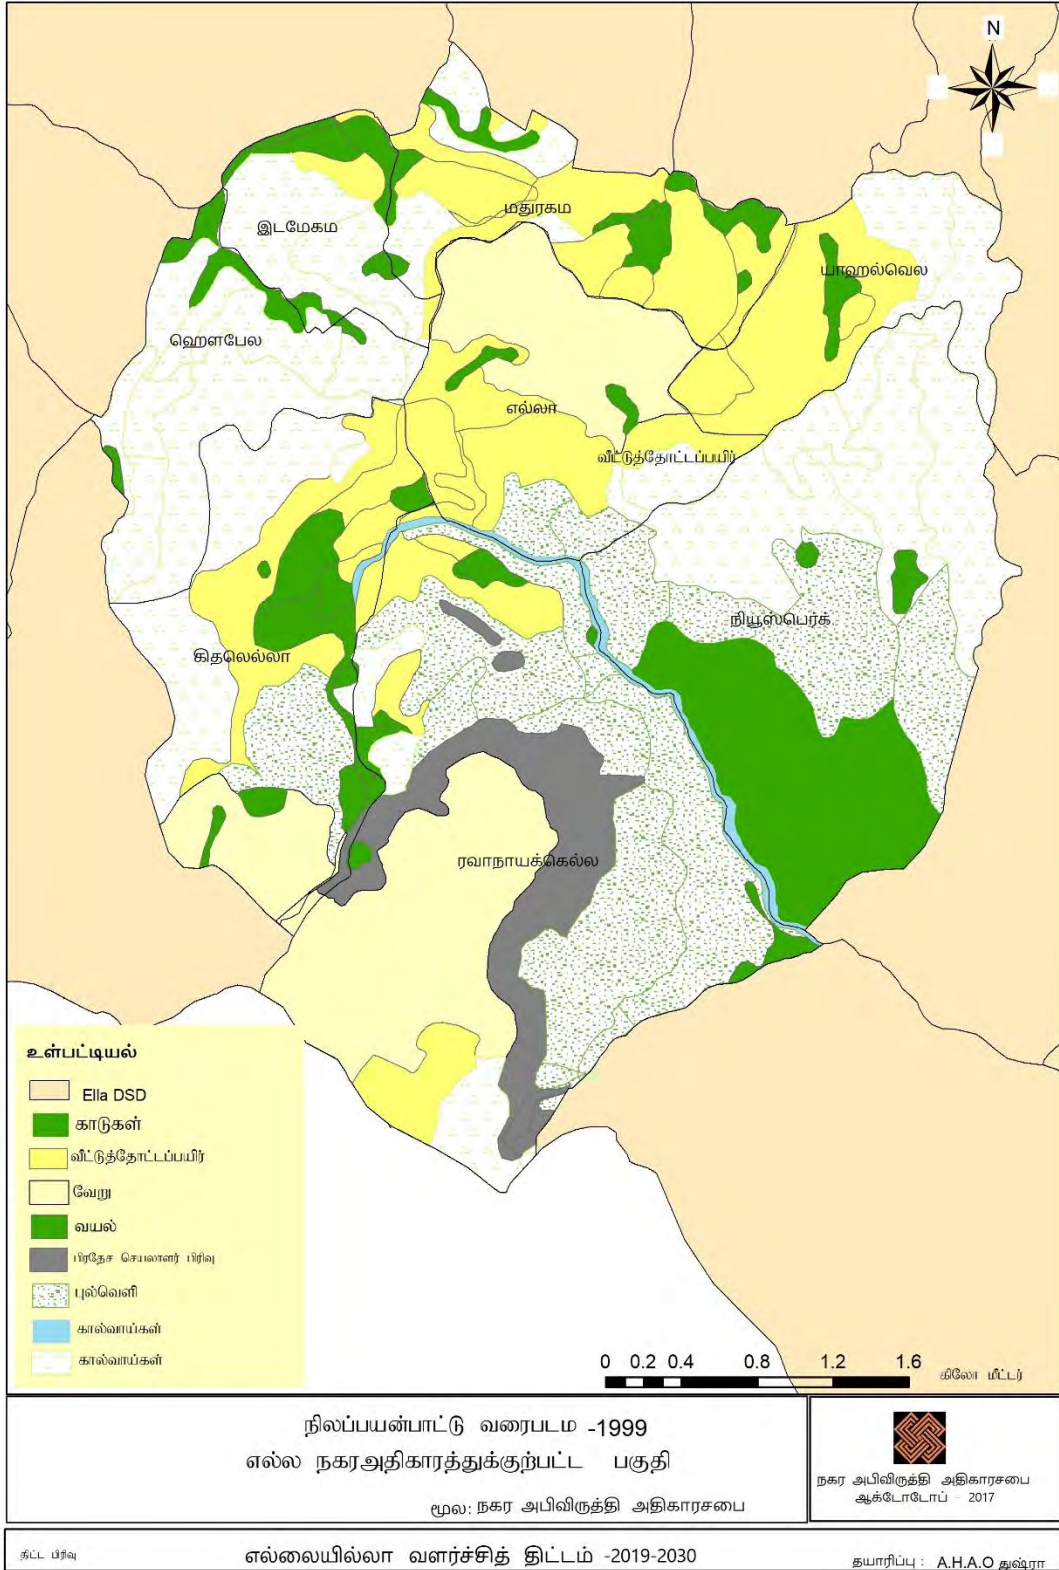 N
மதுரகம
இடமேகம
யாஹல்வெல
ஹௌபேல
எல்லா
வீட்டுத்தோட்டப்பயிர்
நியூஸ்பெர்க்
கிதலெல்லா
ரவாநாயக்கெல்ல
உள்பட்டியல்
Ella DSD
காடுகள்
வீட்டுத்தோட்டப்பயிர்
வேறு
வயல்
பிரதேச செயலாளர் பிரிவு
புல்வெளி
கால்வாய்கள்
கால்வாய்கள்
0 0.2 0.4 0.8 1.2 1.6
கிலோ மீட்டர்
நிலப்பயன்பாட்டு வரைபடம -1999
எல்ல நகரஅதிகாரத்துக்குற்பட்ட பகுதி
மூல: நகர அபிவிருத்தி அதிகாரசபை
நகர அபிவிருத்தி அதிகாரசபை
ஆக்டோடோப் - 2017
திட்ட பிரிவு
எல்லையில்லா வளர்ச்சித் திட்டம் -2019-2030
தயாரிப்பு : A.H.A.O துஷ்ரா